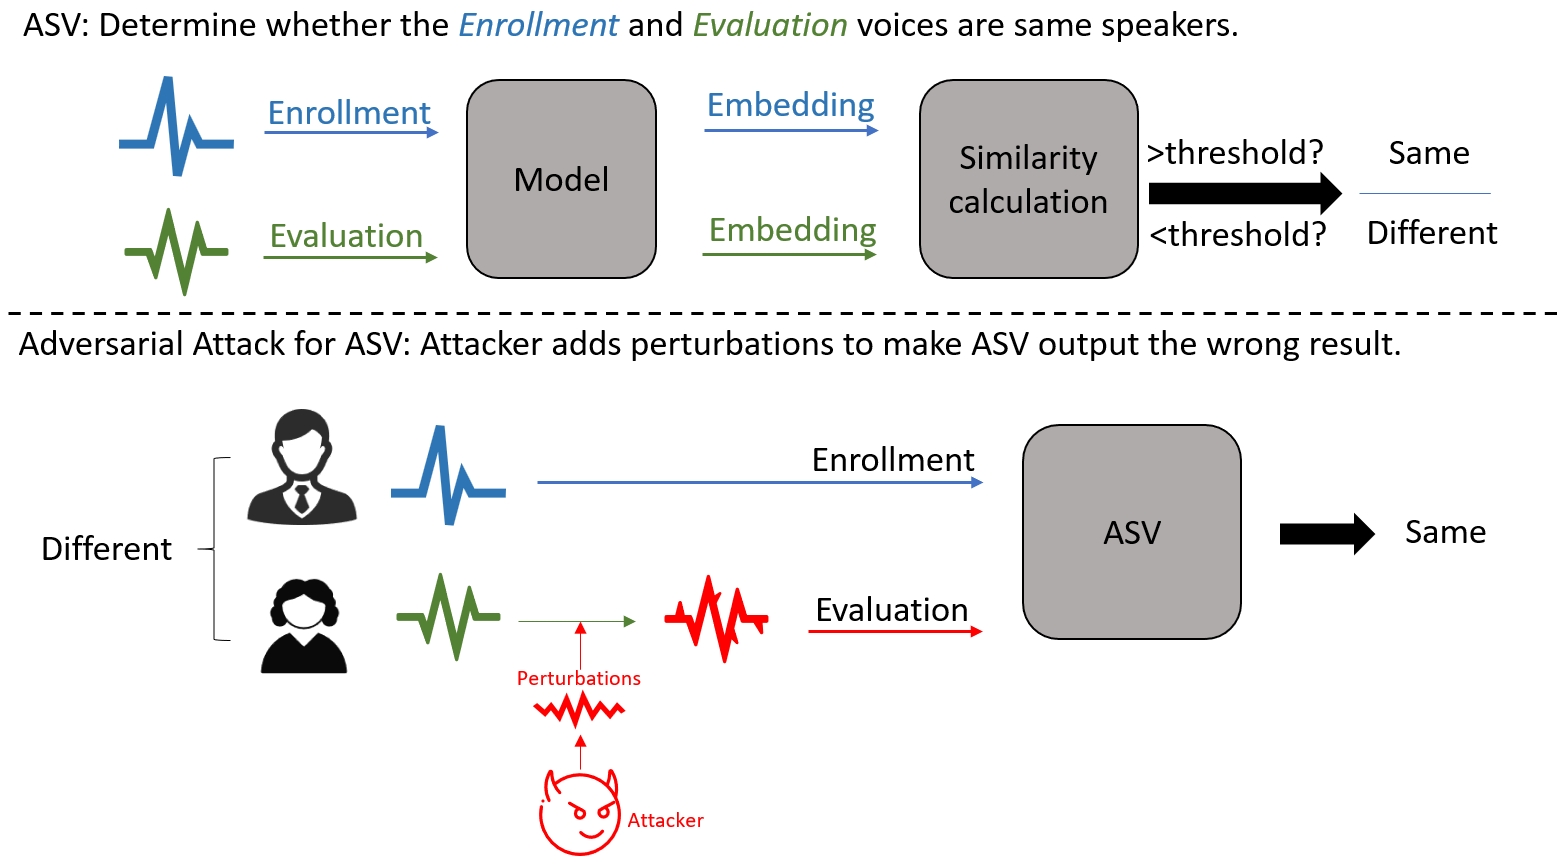 ASV: Determine whether the Enrollment and Evaluation voices are same speakers.
Enrollment
Embedding
Model
Similarity
calculation
>threshold?
Same
Evaluation
Embedding
<threshold?
Different
Adversarial Attack for ASV: Attacker adds perturbations to make ASV output the wrong result.
Enrollment
Different
ASV
Same
Evaluation
Perturbations
Attacker